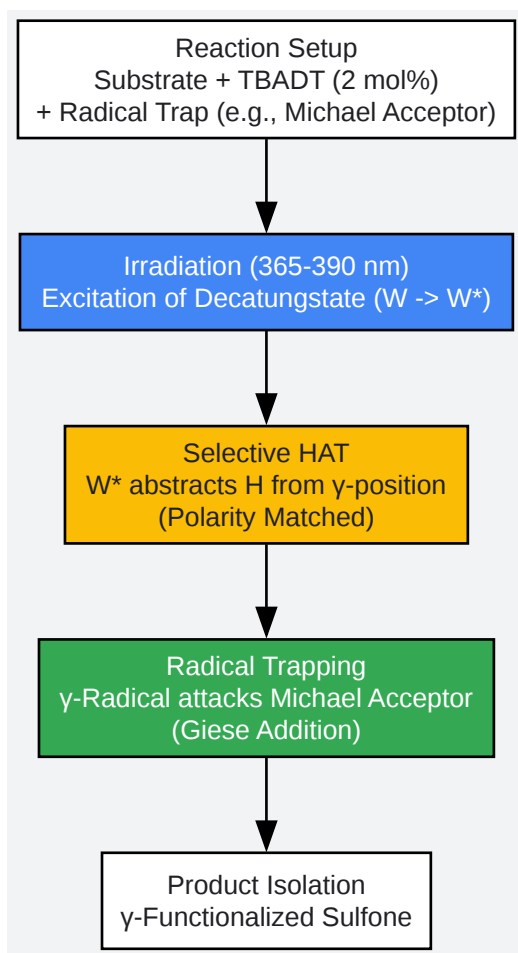 Reaction Setup
Substrate + TBADT (2 mol%)
+ Radical Trap (e.g., Michael Acceptor)
Irradiation (365-390 nm)
Excitation of Decatungstate (W -> W*)
Selective HAT
W* abstracts H from γ-position
(Polarity Matched)
Radical Trapping
γ-Radical attacks Michael Acceptor
(Giese Addition)
Product Isolation
γ-Functionalized Sulfone